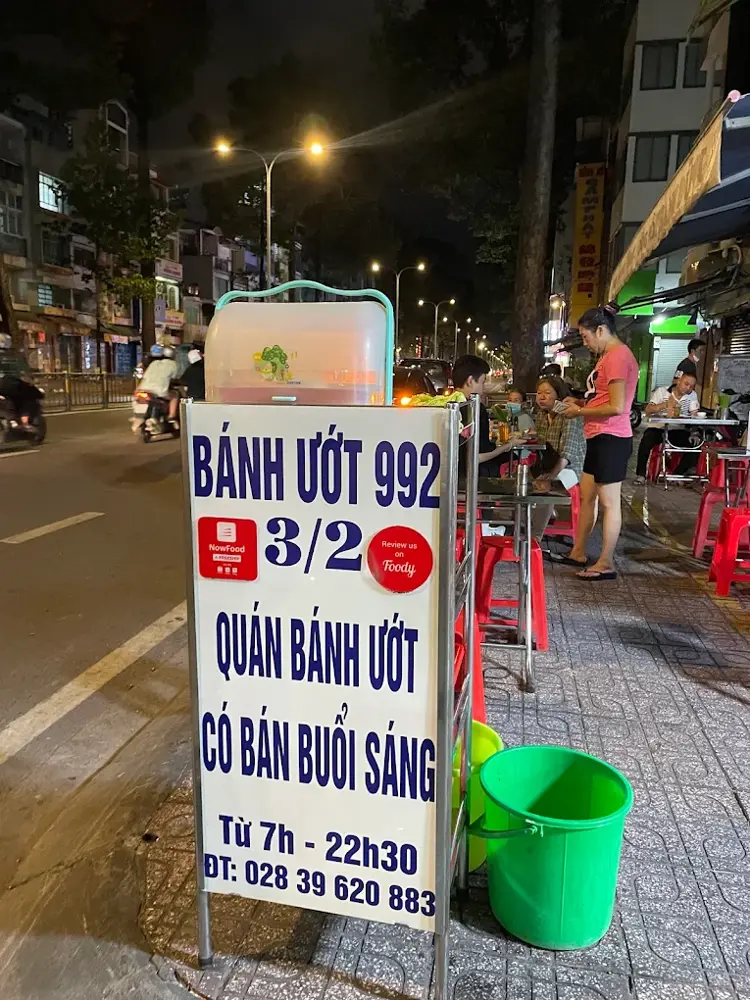 BÁNH ƯỚT 992
3/2
NowFood
Review us
on
Foody
QUÁN BÁNH ƯỚT
CÓ BÁN BUỔI SÁNG
Từ 7h - 22h30
ĐT: 028 39 620 883